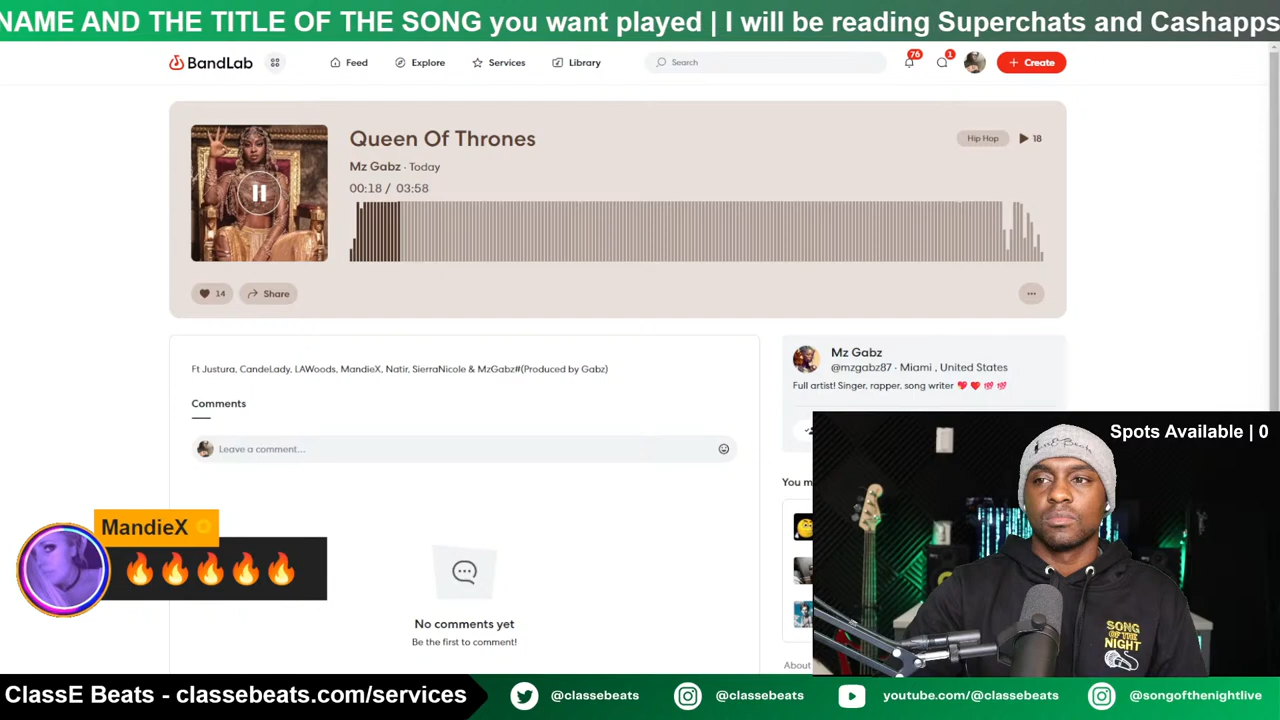 NAME AND THE TITLE OF THE SONG you want played | I will be reading Superchats and Cashapps
BandLab
Feed
Explore
Services
Library
Search
76
1
+ Create
Queen Of Thrones
Hip Hop
18
Mz Gabz · Today
00:18 / 03:58
14
Share
Ft Justura, CandeLady, LAWoods, MandieX, Natir, SierraNicole & MzGabz#(Produced by Gabz)
Comments
Leave a comment...
No comments yet
Be the first to comment!
Mz Gabz
@mzgabz87 · Miami , United States
Full artist! Singer, rapper, song writer 💖 ❤️ 💯 💯
You m
About
Spots Available | 0
MandieX
🔥🔥🔥🔥🔥
SONG
OF THE
NIGHT
ClassE Beats - classebeats.com/services
@classebeats
@classebeats
youtube.com/@classebeats
@songofthenightlive